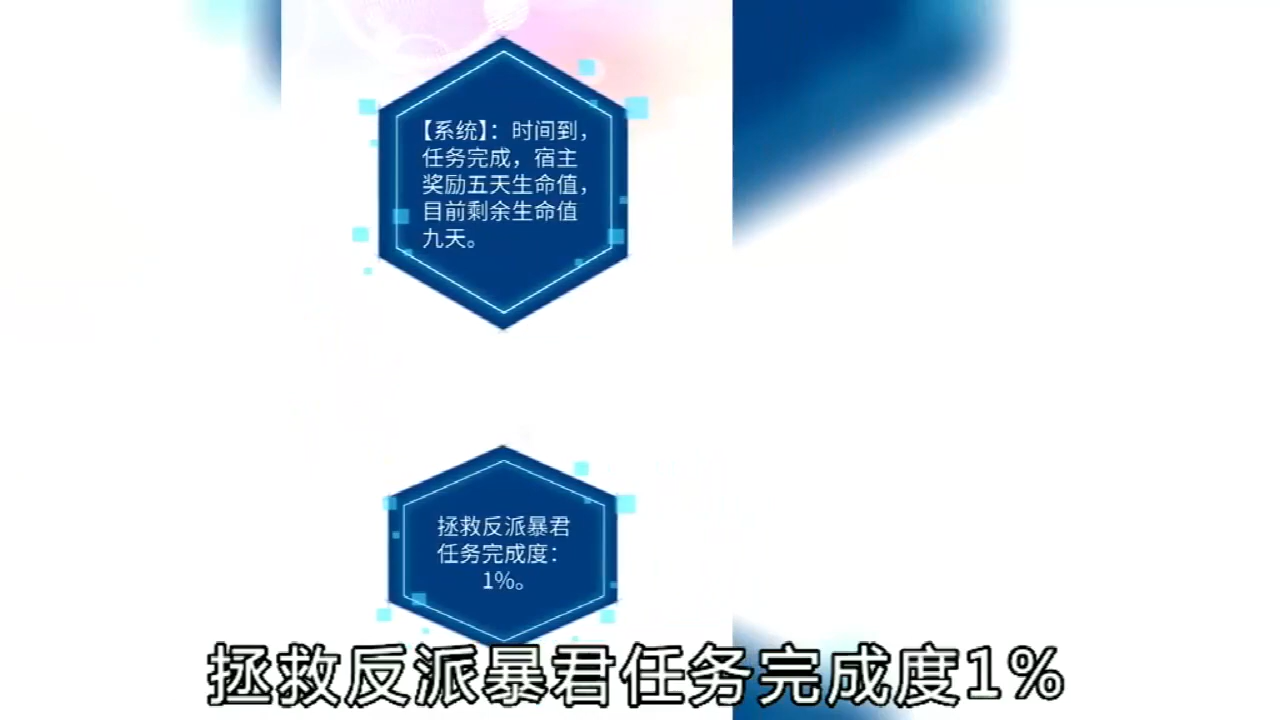 【系统】：时间到，
任务完成，宿主
奖励五天生命值，
目前剩余生命值
九天。
拯救反派暴君
任务完成度：
1%。
拯救反派暴君任务完成度1%